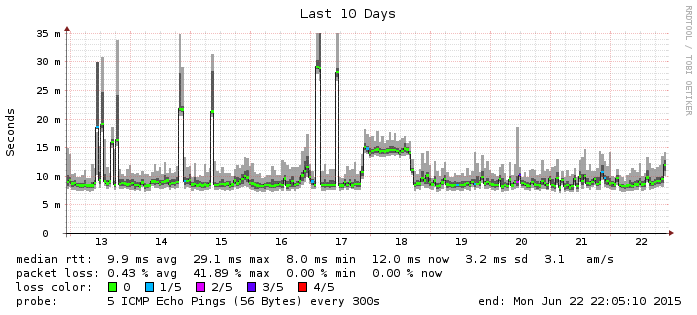 Last 10 Days
RRDTOOL / TOBI OETIKER
Seconds
35 m
30 m
25 m
20 m
15 m
10 m
5 m
0
13 14 15 16 17 18 19 20 21 22
median rtt: 9.9 ms avg 29.1 ms max 8.0 ms min 12.0 ms now 3.2 ms sd 3.1 am/s
packet loss: 0.43 % avg 41.89 % max 0.00 % min 0.00 % now
loss color: 0 1/5 2/5 3/5 4/5
probe: 5 ICMP Echo Pings (56 Bytes) every 300s end: Mon Jun 22 22:05:10 2015